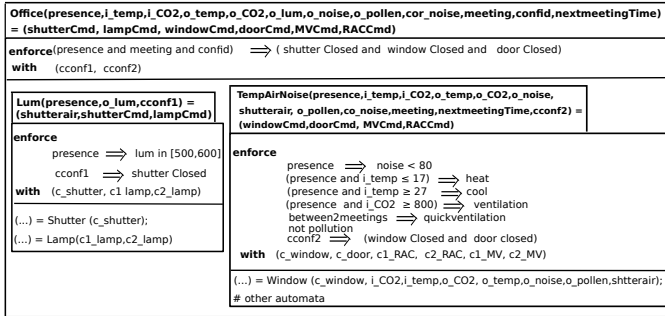 Office(presence,i_temp,i_CO2,o_temp,o_CO2,o_lum,o_noise,o_pollen,cor_noise,meeting,confid,nextmeetingTime)
= (shutterCmd, lampCmd, windowCmd,doorCmd,MVCmd,RACCmd)
enforce(presence and meeting and confid) ⟹ ( shutter Closed and window Closed and door Closed)
with (cconf1, cconf2)
Lum(presence,o_lum,cconf1) =
(shutterair,shutterCmd,lampCmd)
enforce
presence ⟹ lum in [500,600]
cconf1 ⟹ shutter Closed
with (c_shutter, c1 lamp,c2_lamp)
(...) = Shutter (c_shutter);
(...) = Lamp(c1_lamp,c2_lamp)
TempAirNoise(presence,i_temp,i_CO2,o_temp,o_CO2,o_noise,
shutterair, o_pollen,co_noise,meeting,nextmeetingTime,cconf2) =
(windowCmd,doorCmd, MVCmd,RACCmd)
enforce
presence ⟹ noise < 80
(presence and i_temp ≤ 17) ⟹ heat
(presence and i_temp ≥ 27 ⟹ cool
(presence and i_CO2 ≥ 800) ⟹ ventilation
between2meetings ⟹ quickventilation
not pollution
cconf2 ⟹ (window Closed and door closed)
with (c_window, c_door, c1_RAC, c2_RAC, c1_MV, c2_MV)
(...) = Window (c_window, i_CO2,i_temp,o_CO2, o_temp,o_noise,o_pollen,shtterair);
# other automata